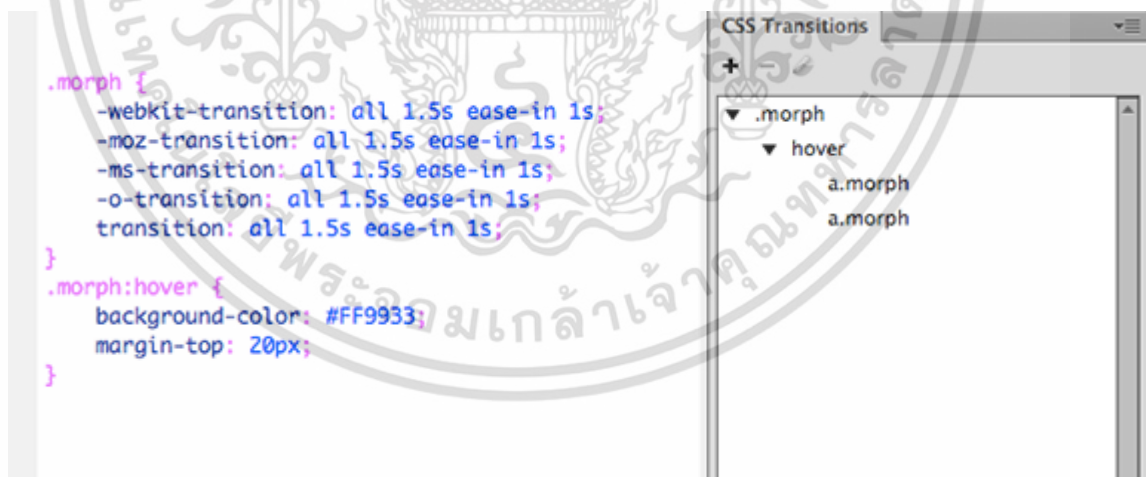 .morph {
-webkit-transition: all 1.5s ease-in 1s;
-moz-transition: all 1.5s ease-in 1s;
-ms-transition: all 1.5s ease-in 1s;
-o-transition: all 1.5s ease-in 1s;
transition: all 1.5s ease-in 1s;
}
.morph:hover {
background-color: #FF9933;
margin-top: 20px;
}
CSS Transitions
.morph
hover
a.morph
a.morph